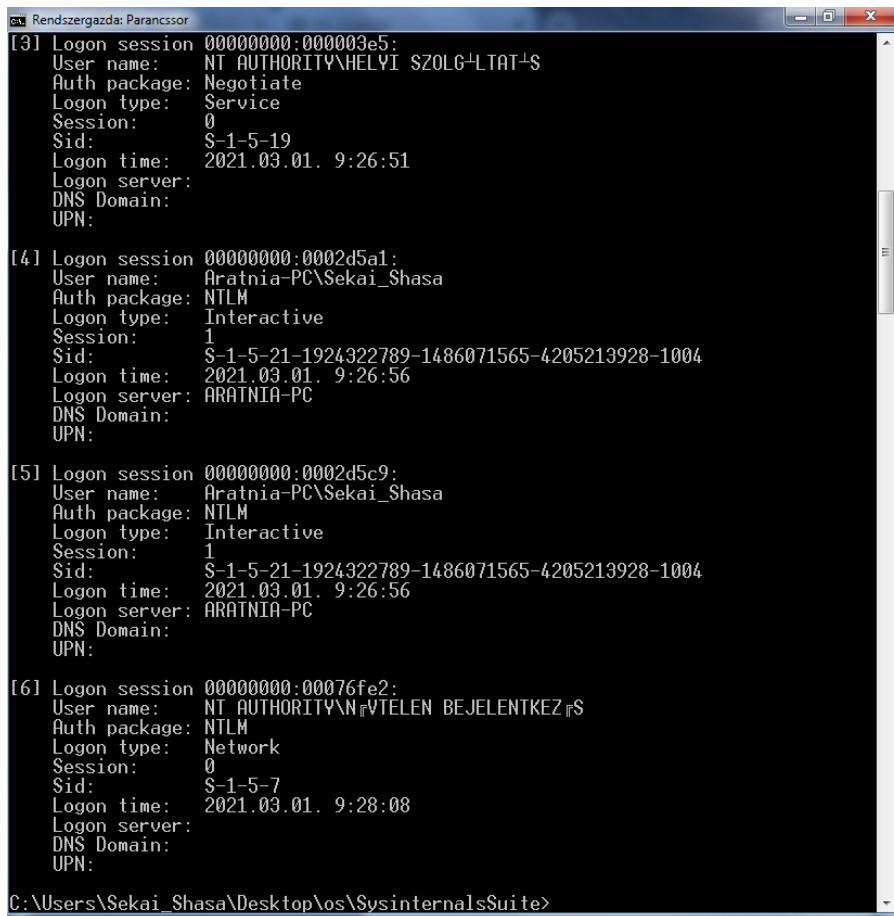 Rendszergazda: Parancssor
[3] Logon session 00000000:000003e5:
User name: NT AUTHORITY\HELYI SZOLG┴LTAT┴S
Auth package: Negotiate
Logon type: Service
Session: 0
Sid: S-1-5-19
Logon time: 2021.03.01. 9:26:51
Logon server:
DNS Domain:
UPN:
[4] Logon session 00000000:0002d5a1:
User name: Aratnia-PC\Sekai_Shasa
Auth package: NTLM
Logon type: Interactive
Session: 1
Sid: S-1-5-21-1924322789-1486071565-4205213928-1004
Logon time: 2021.03.01. 9:26:56
Logon server: ARATNIA-PC
DNS Domain:
UPN:
[5] Logon session 00000000:0002d5c9:
User name: Aratnia-PC\Sekai_Shasa
Auth package: NTLM
Logon type: Interactive
Session: 1
Sid: S-1-5-21-1924322789-1486071565-4205213928-1004
Logon time: 2021.03.01. 9:26:56
Logon server: ARATNIA-PC
DNS Domain:
UPN:
[6] Logon session 00000000:00076fe2:
User name: NT AUTHORITY\N╔VTELEN BEJELENTKEZ╔S
Auth package: NTLM
Logon type: Network
Session: 0
Sid: S-1-5-7
Logon time: 2021.03.01. 9:28:08
Logon server:
DNS Domain:
UPN:
C:\Users\Sekai_Shasa\Desktop\os\SysinternalsSuite>